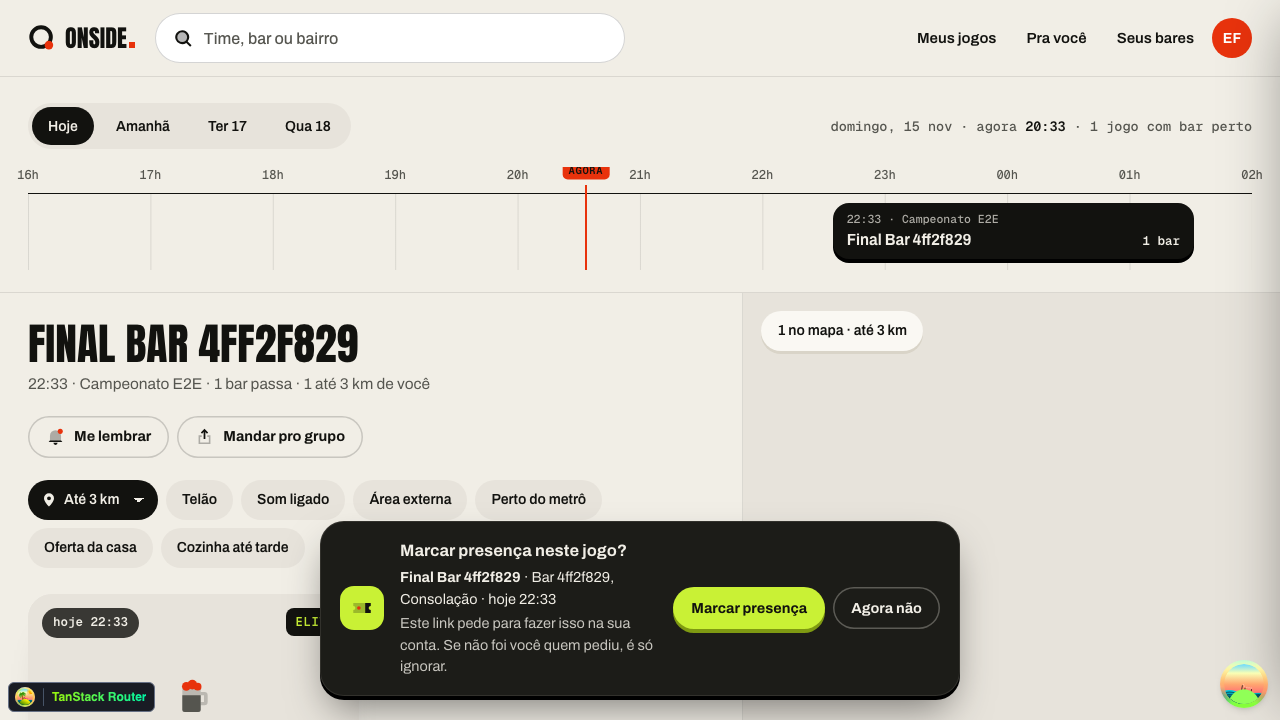 ONSIDE.
Time, bar ou bairro
Meus jogos
Pra você
Seus bares
EF
Hoje
Amanhã
Ter 17
Qua 18
domingo, 15 nov · agora 20:33 · 1 jogo com bar perto
AGORA
16h
17h
18h
19h
20h
21h
22h
23h
00h
01h
02h
22:33 · Campeonato E2E
Final Bar 4ff2f829
1 bar
FINAL BAR 4FF2F829
22:33 · Campeonato E2E · 1 bar passa · 1 até 3 km de você
Me lembrar
Mandar pro grupo
Até 3 km
Telão
Som ligado
Área externa
Perto do metrô
Oferta da casa
Cozinha até tarde
1 no mapa · até 3 km
hoje 22:33
ELI
Marcar presença neste jogo?
Final Bar 4ff2f829 · Bar 4ff2f829,
Consolação · hoje 22:33
Este link pede para fazer isso na sua
conta. Se não foi você quem pediu, é só
ignorar.
Marcar presença
Agora não
TanStack Router